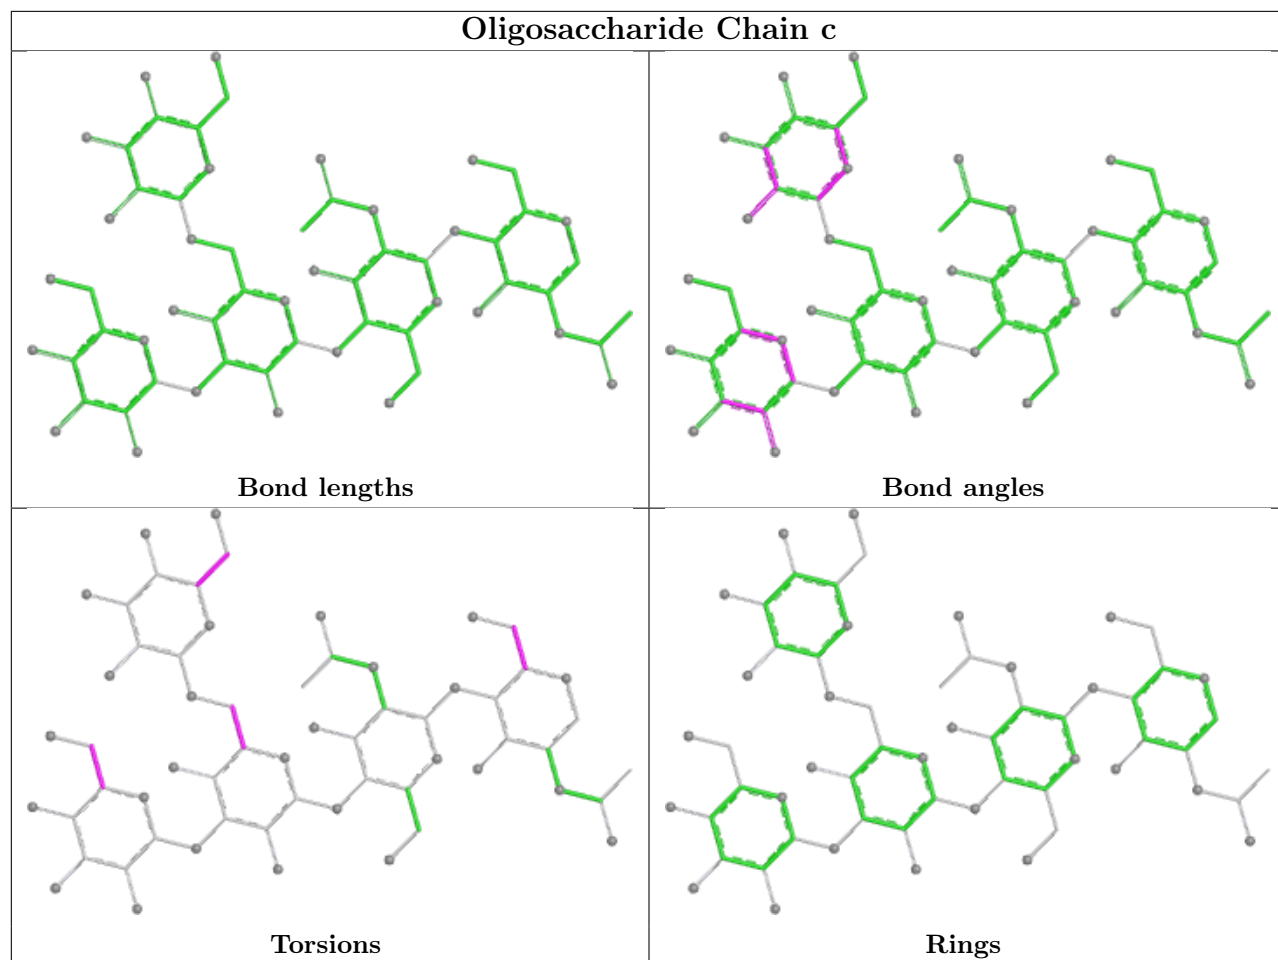 Oligosaccharide Chain c
Bond lengths
Bond angles
Torsions
Rings